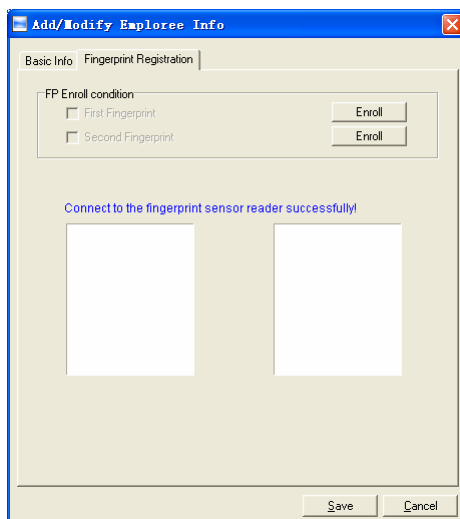 Add/Modify Emploree Info
Basic Info Fingerprint Registration
FP Enroll condition
First Fingerprint Enroll
Second Fingerprint Enroll
Connect to the fingerprint sensor reader successfully!
Save Cancel